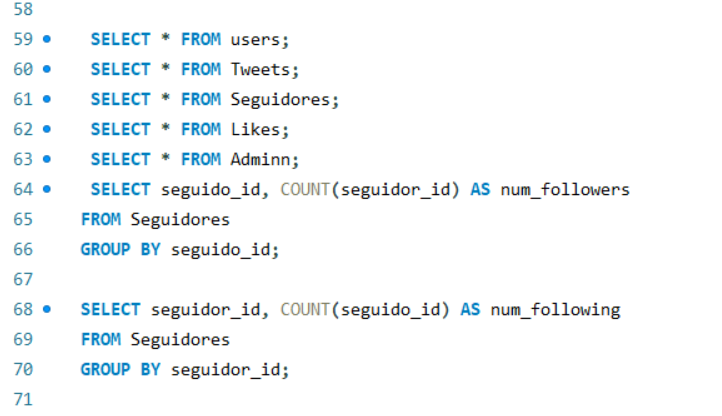 58
59 SELECT * FROM users;
60 SELECT * FROM Tweets;
61 SELECT * FROM Seguidores;
62 SELECT * FROM Likes;
63 SELECT * FROM Adminn;
64 SELECT seguido_id, COUNT(seguidor_id) AS num_followers
65 FROM Seguidores
66 GROUP BY seguido_id;
67
68 SELECT seguidor_id, COUNT(seguido_id) AS num_following
69 FROM Seguidores
70 GROUP BY seguidor_id;
71